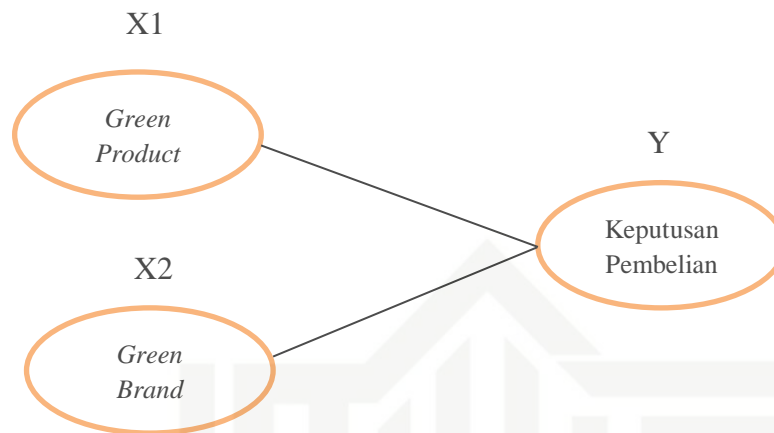 X1
Green
Product
Y
Keputusan
Pembelian
X2
Green
Brand